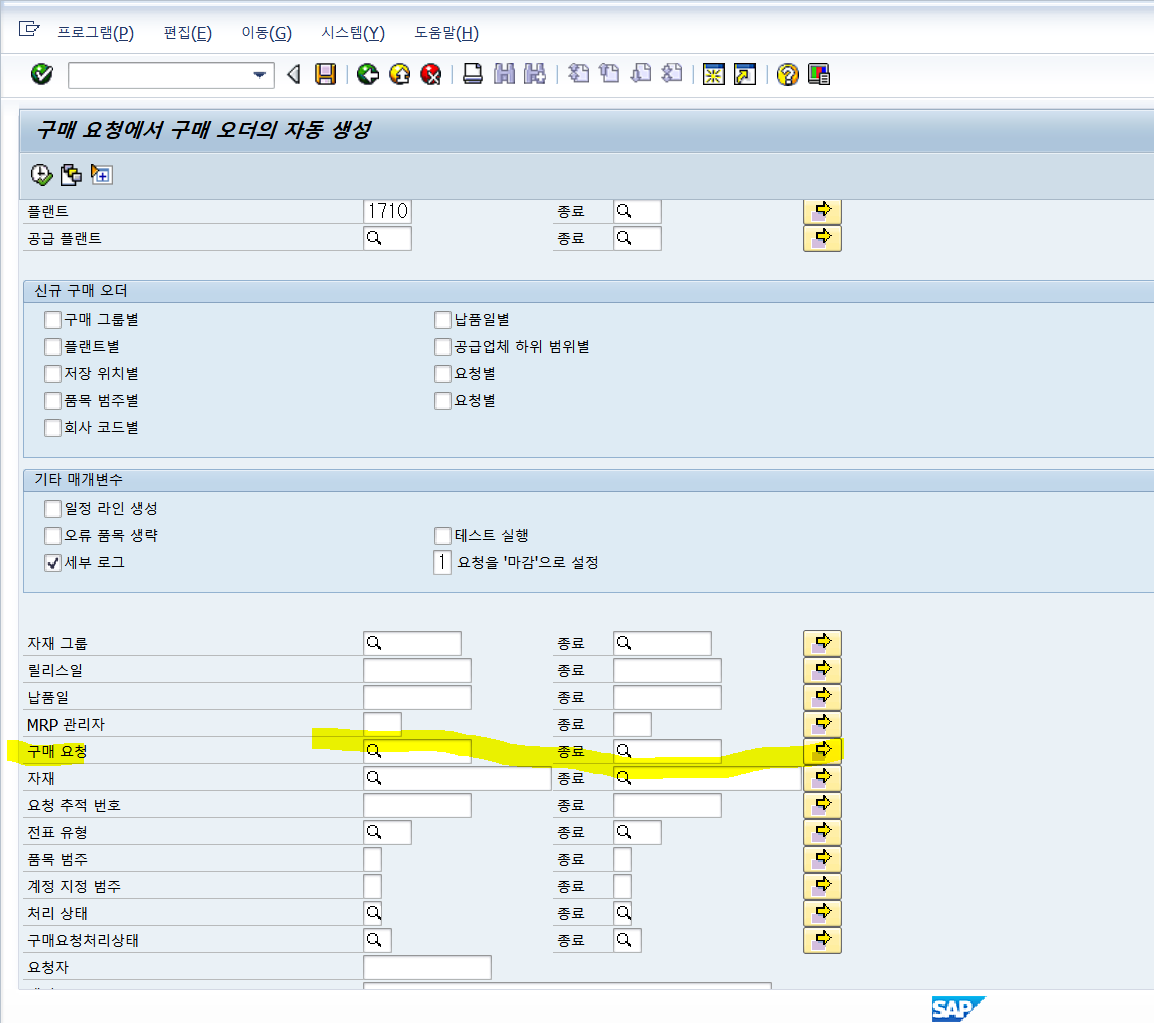 프로그램(P) 편집(E) 이동(G) 시스템(Y) 도움말(H)
구매 요청에서 구매 오더의 자동 생성
플랜트 1710 종료
공급 플랜트 종료
신규 구매 오더
구매 그룹별 납품일별
플랜트별 공급업체 하위 범위별
저장 위치별 요청별
품목 범주별 요청별
회사 코드별
기타 매개변수
일정 라인 생성
오류 품목 생략 테스트 실행
세부 로그 1 요청을 '마감'으로 설정
자재 그룹 종료
릴리스일 종료
납품일 종료
MRP 관리자 종료
구매 요청 종료
자재 종료
요청 추적 번호 종료
전표 유형 종료
품목 범주 종료
계정 지정 범주 종료
처리 상태 종료
구매요청처리상태 종료
요청자
SAP